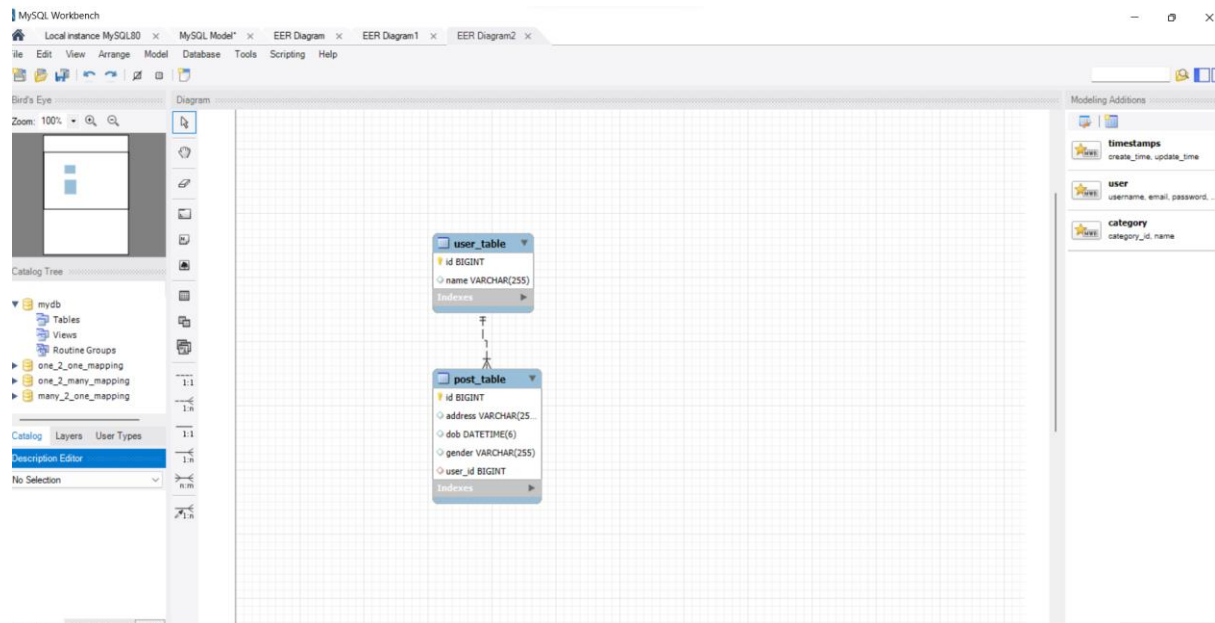 MySQL Workbench
Local instance MySQL80 × MySQL Model* × EER Diagram × EER Diagram1 × EER Diagram2 ×
ile Edit View Arrange Model Database Tools Scripting Help
Bird's Eye
Diagram
Modeling Additions
Zoom: 100%
timestamps
create_time, update_time
user
username, email, password, ..
category
category_id, name
Catalog Tree
mydb
Tables
Views
Routine Groups
one_2_one_mapping
one_2_many_mapping
many_2_one_mapping
Catalog Layers User Types
Description Editor
No Selection
1:1
1:n
1:1
1:n
n:m
1:n
user_table
id BIGINT
name VARCHAR(255)
Indexes
post_table
id BIGINT
address VARCHAR(25...
dob DATETIME(6)
gender VARCHAR(255)
user_id BIGINT
Indexes